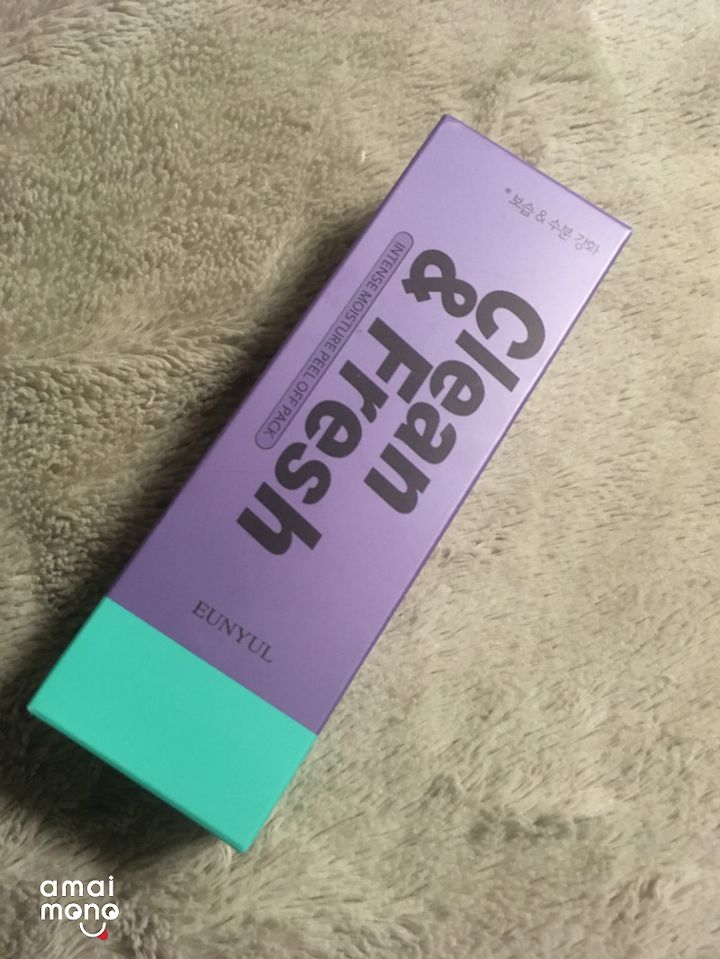 보습 & 수분 강화*
Clean
& Fresh
INTENSE MOISTURE PEEL OFF PACK
EUNYUL
amai
mono